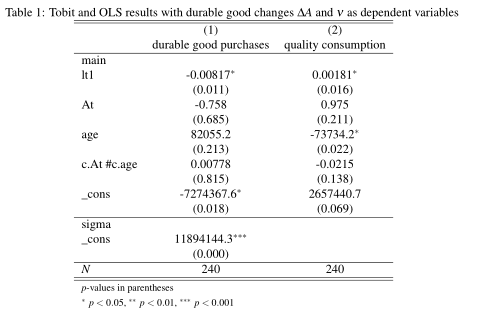 Table 1: Tobit and OLS results with durable good changes ΔA and ν as dependent variables
(1) (2)
durable good purchases quality consumption
main
lt1 -0.00817* 0.00181*
(0.011) (0.016)
At -0.758 0.975
(0.685) (0.211)
age 82055.2 -73734.2*
(0.213) (0.022)
c.At #c.age 0.00778 -0.0215
(0.815) (0.138)
_cons -7274367.6* 2657440.7
(0.018) (0.069)
sigma
_cons 11894144.3***
(0.000)
N 240 240
p-values in parentheses
* p < 0.05, ** p < 0.01, *** p < 0.001